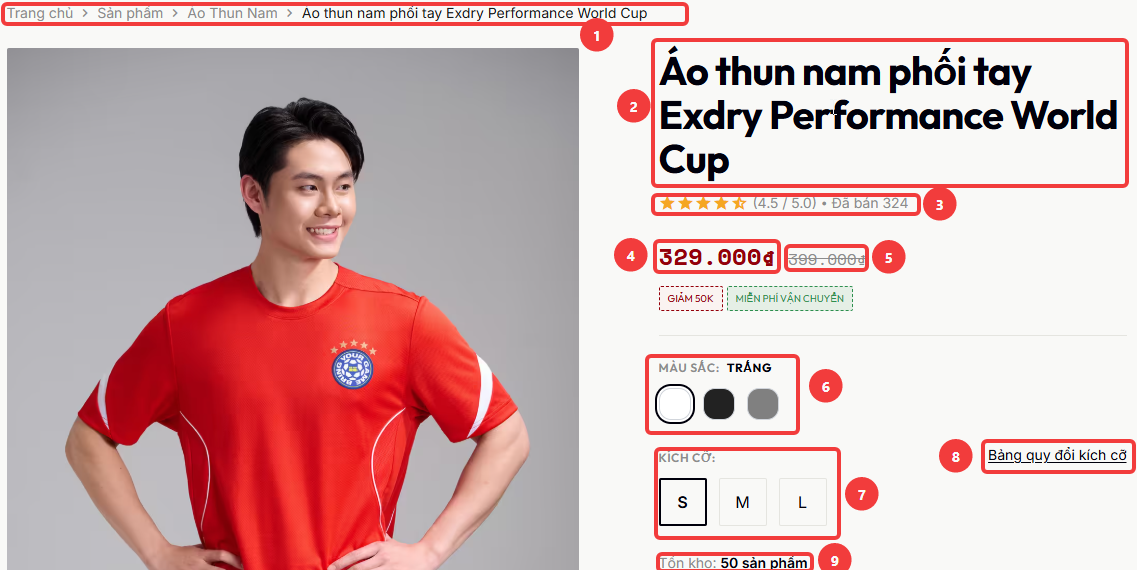 Trang chủ > Sản phẩm > Áo Thun Nam > Áo thun nam phối tay Exdry Performance World Cup
1
Áo thun nam phối tay
Exdry Performance World
Cup
2
(4.5 / 5.0) • Đã bán 324
3
4
329.000₫
399.000₫
5
GIẢM 50K
MIỄN PHÍ VẬN CHUYỂN
MÀU SẮC: TRẮNG
6
8
Bảng quy đổi kích cỡ
KÍCH CỠ:
S
M
L
7
Tồn kho: 50 sản phẩm
9
BRING YOUR GAME